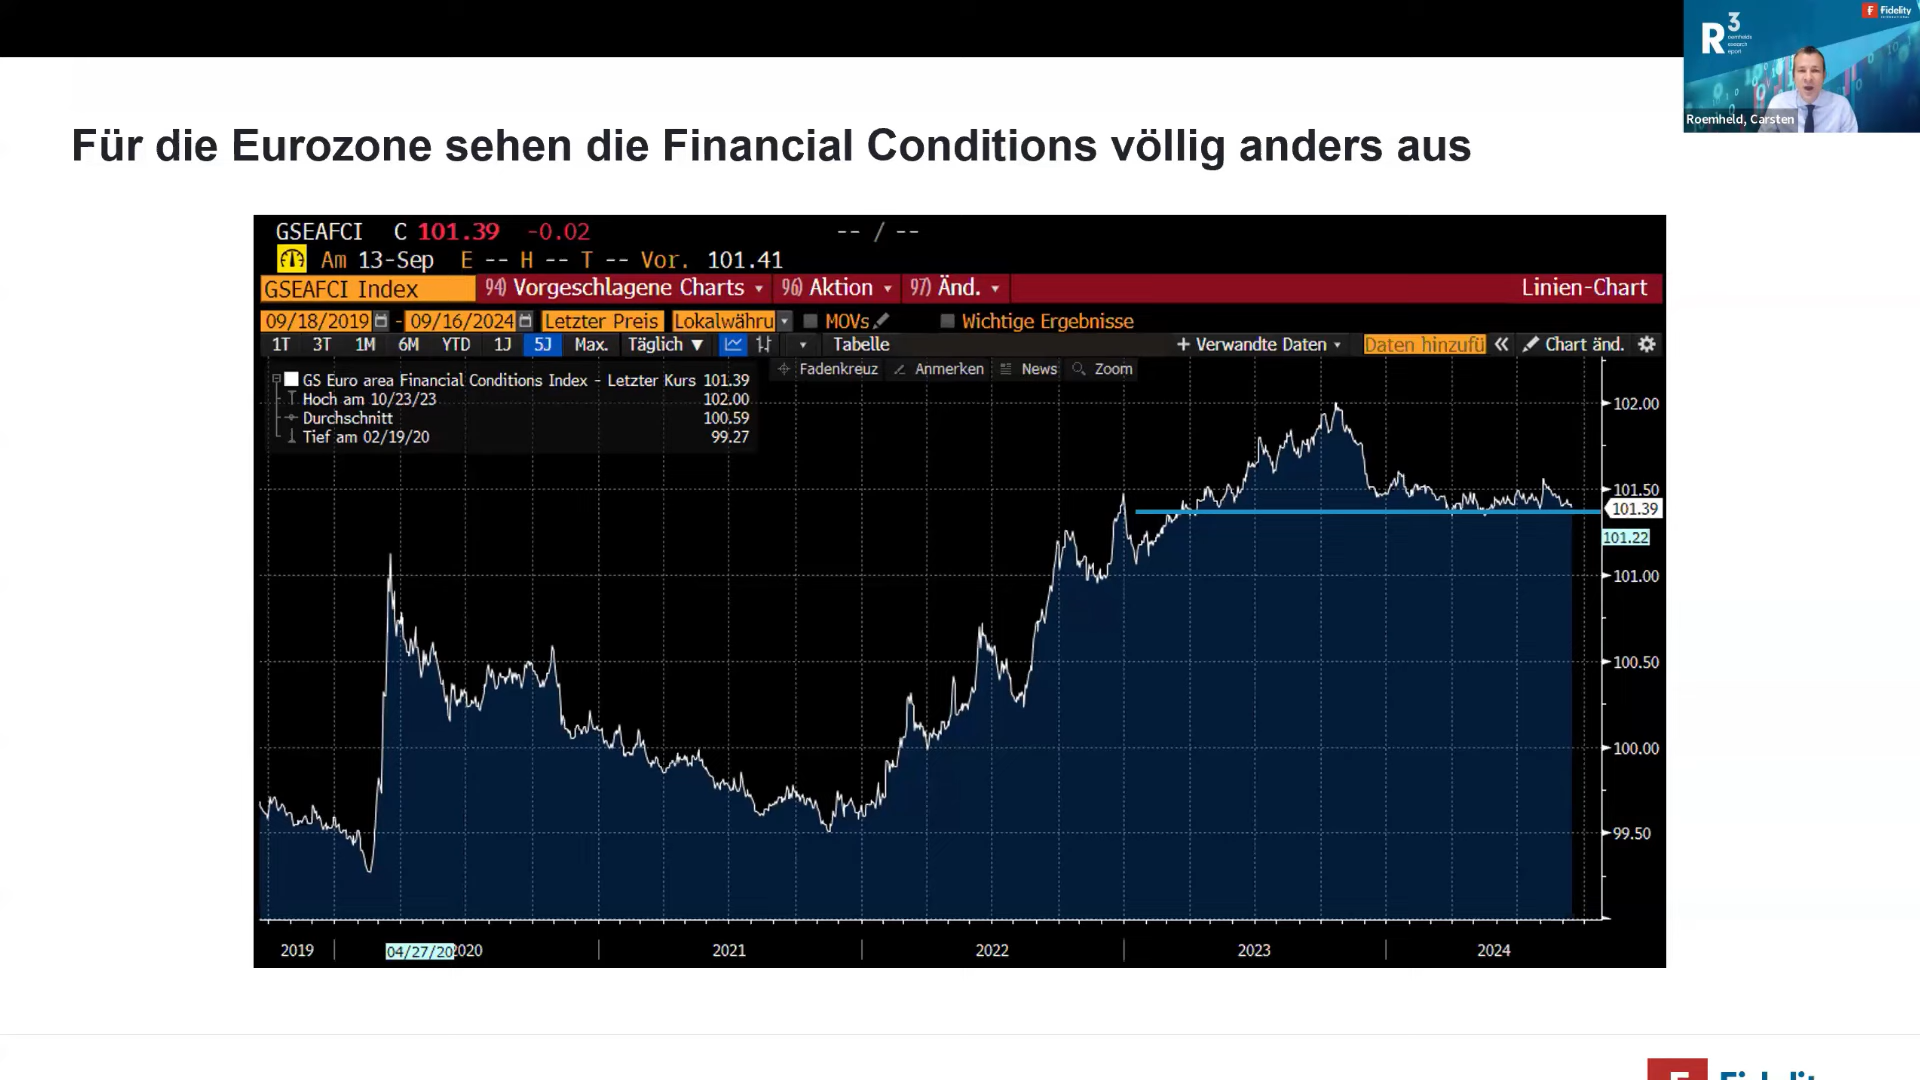 R3
Fidelity
INTERNATIONAL
Roemheld, Carsten
Für die Eurozone sehen die Financial Conditions völlig anders aus
GSEAFCI C 101.39 -0.02 -- / --
Am 13-Sep E -- H -- T -- Vor. 101.41
GSEAFCI Index 94) Vorgeschlagene Charts 96) Aktion 97) Änd. Linien-Chart
09/18/2019 - 09/16/2024 Letzter Preis Lokalwähru MOVs Wichtige Ergebnisse
1T 3T 1M 6M YTD 1J 5J Max. Täglich ▼ Tabelle + Verwandte Daten Daten hinzufü « Chart änd.
Fadenkreuz Anmerken News Zoom
GS Euro area Financial Conditions Index - Letzter Kurs 101.39
Hoch am 10/23/23 102.00
Durchschnitt 100.59
Tief am 02/19/20 99.27
102.00
101.50
101.39
101.22
101.00
100.50
100.00
99.50
2019 04/27/20 2020 2021 2022 2023 2024